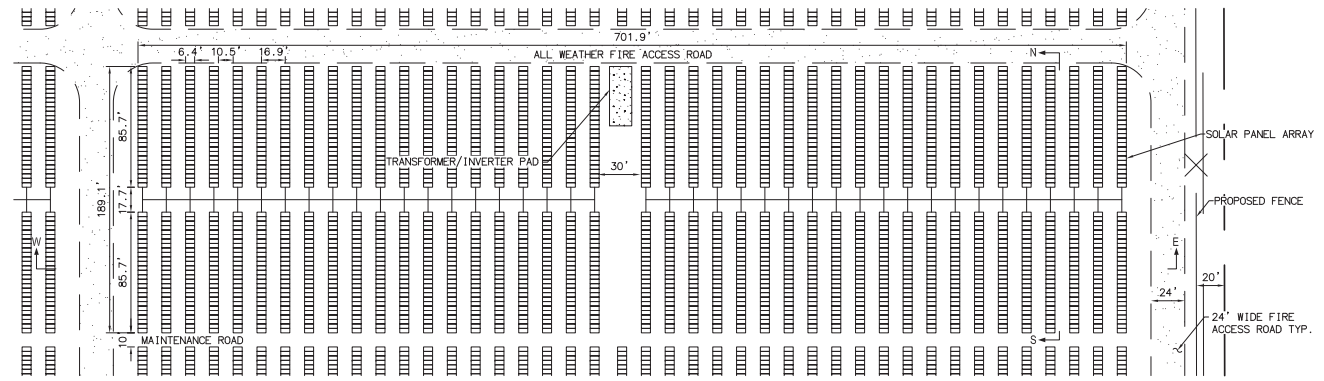 701.9'
6.4' 10.5' 16.9'
ALL WEATHER FIRE ACCESS ROAD
N
85.7'
SOLAR PANEL ARRAY
TRANSFORMER/INVERTER PAD
30'
189.1'
17.7'
PROPOSED FENCE
W
E
85.7'
20'
24'
24' WIDE FIRE
ACCESS ROAD TYP.
10'
MAINTENANCE ROAD
S